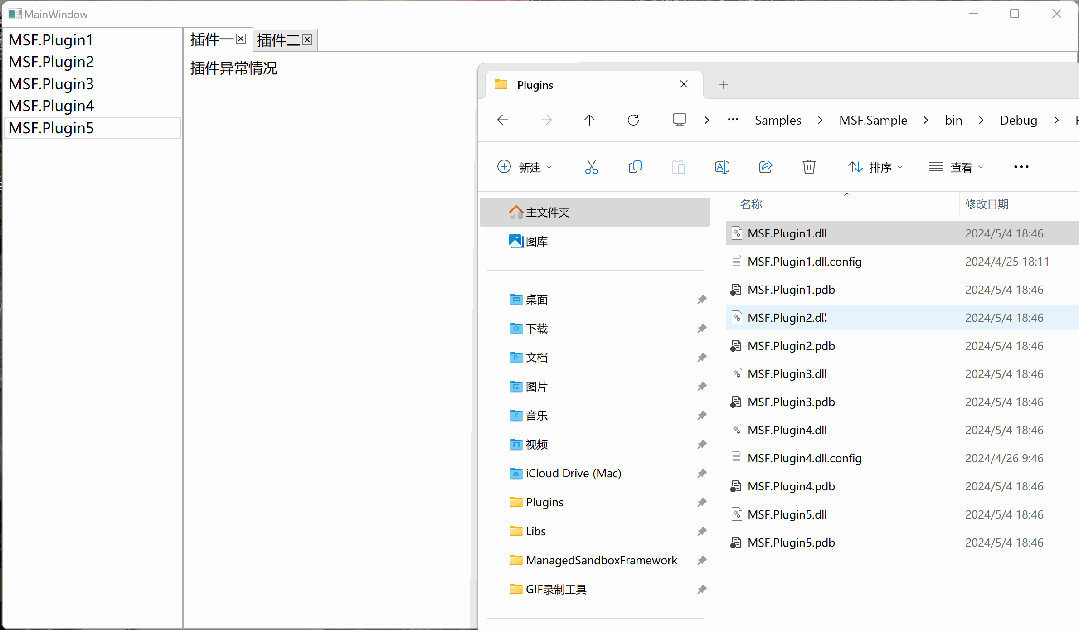 MainWindow
MSF.Plugin1
MSF.Plugin2
MSF.Plugin3
MSF.Plugin4
MSF.Plugin5
插件一
插件二
插件异常情况
Plugins
Samples
MSF.Sample
bin
Debug
新建
排序
查看
主文件夹
图库
桌面
下载
文档
图片
音乐
视频
iCloud Drive (Mac)
Plugins
Libs
ManagedSandboxFramework
GIF录制工具
名称 修改日期
MSF.Plugin1.dll 2024/5/4 18:46
MSF.Plugin1.dll.config 2024/4/25 18:11
MSF.Plugin1.pdb 2024/5/4 18:46
MSF.Plugin2.dll 2024/5/4 18:46
MSF.Plugin2.pdb 2024/5/4 18:46
MSF.Plugin3.dll 2024/5/4 18:46
MSF.Plugin3.pdb 2024/5/4 18:46
MSF.Plugin4.dll 2024/5/4 18:46
MSF.Plugin4.dll.config 2024/4/26 9:46
MSF.Plugin4.pdb 2024/5/4 18:46
MSF.Plugin5.dll 2024/5/4 18:46
MSF.Plugin5.pdb 2024/5/4 18:46